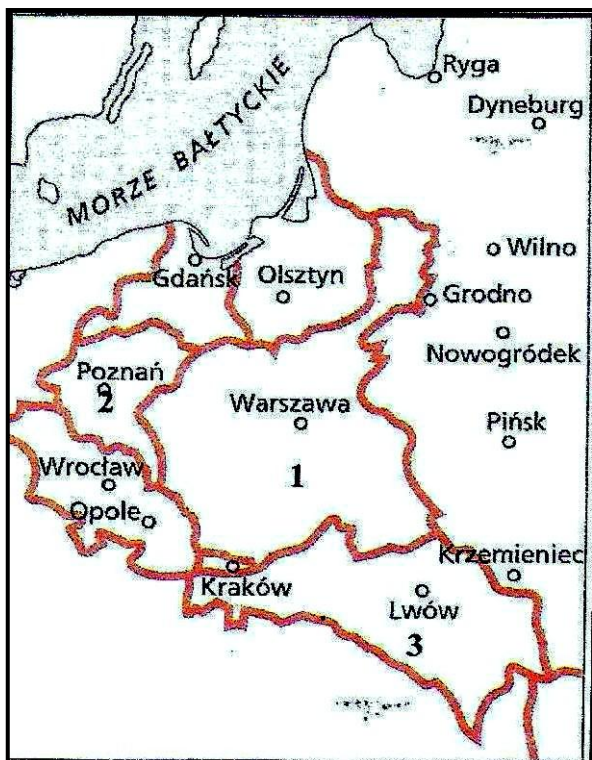 Ryga
Dyneburg
MORZE BAŁTYCKIE
Wilno
Gdańsk
Olsztyn
Grodno
Nowogródek
Poznań
2
Warszawa
Pińsk
Wrocław
1
Opole
Krzemieniec
Kraków
Lwów
3